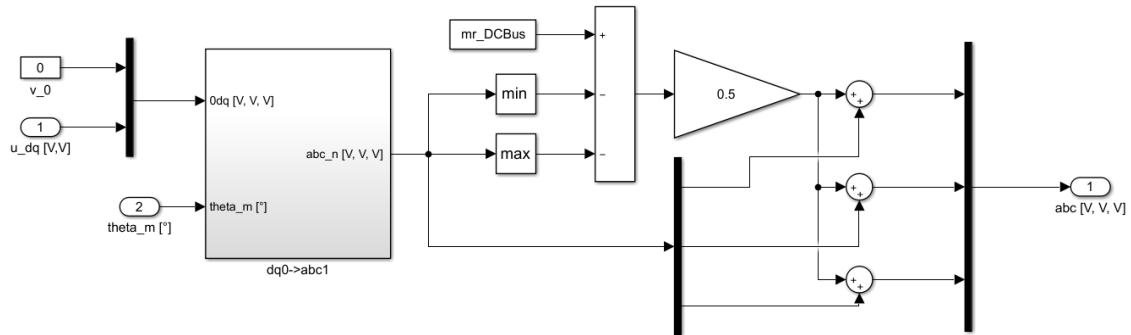 0
v_0
1
u_dq [V,V]
2
theta_m [°]
0dq [V, V, V]
abc_n [V, V, V]
theta_m [°]
dq0->abc1
mr_DCBus
min
max
+
−
−
0.5
+
+
+
+
+
+
1
abc [V, V, V]